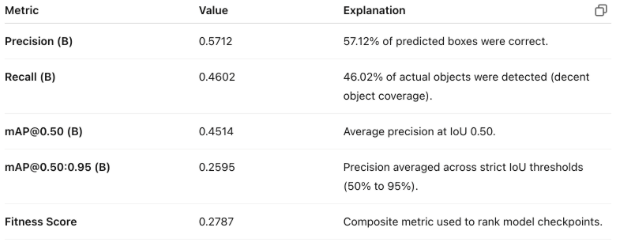 Metric Value Explanation
Precision (B) 0.5712 57.12% of predicted boxes were correct.
Recall (B) 0.4602 46.02% of actual objects were detected (decent
object coverage).
mAP@0.50 (B) 0.4514 Average precision at IoU 0.50.
mAP@0.50:0.95 (B) 0.2595 Precision averaged across strict IoU thresholds
(50% to 95%).
Fitness Score 0.2787 Composite metric used to rank model checkpoints.